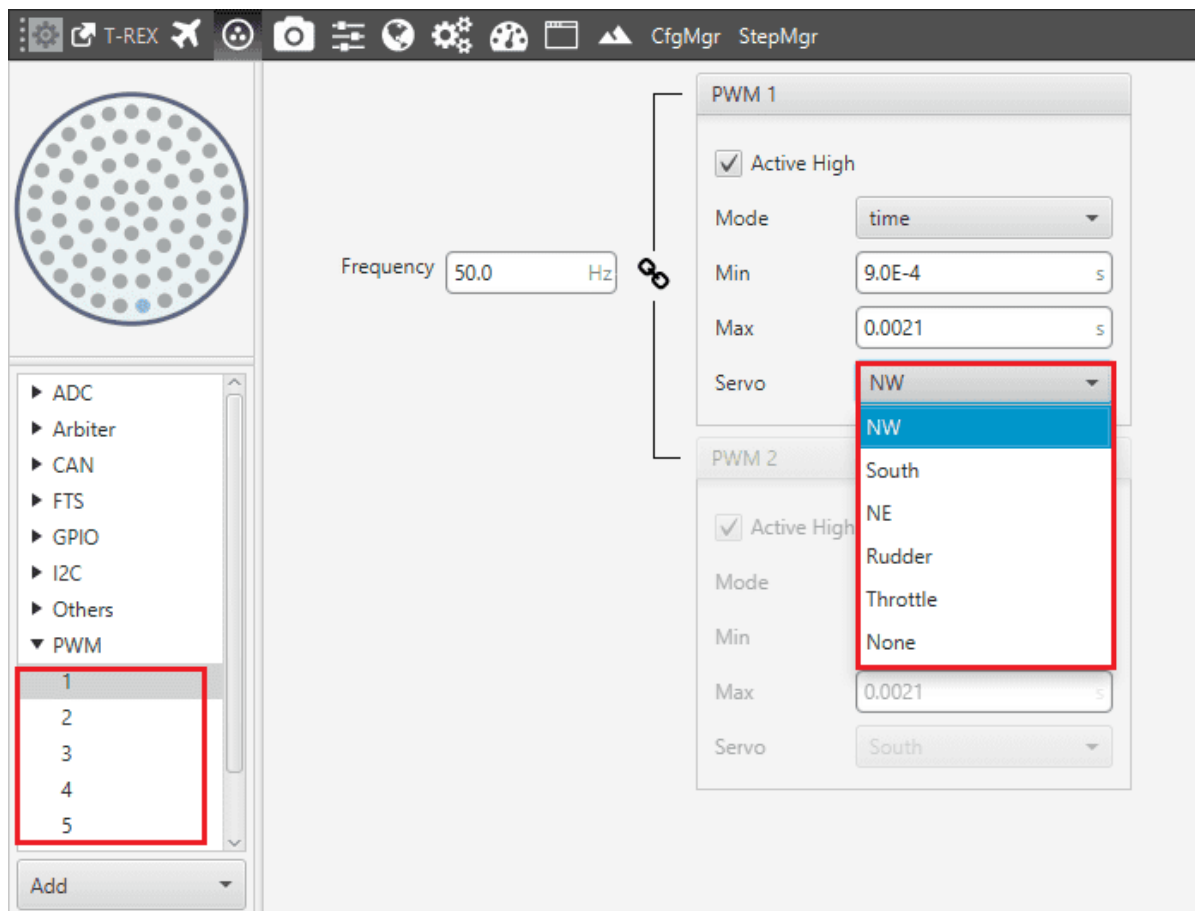 T-REX CfgMgr StepMgr
ADC
Arbiter
CAN
FTS
GPIO
I2C
Others
PWM
1
2
3
4
5
Add
Frequency 50.0 Hz
PWM 1
Active High
Mode time
Min 9.0E-4 s
Max 0.0021 s
Servo NW
NW
South
NE
Rudder
Throttle
None
PWM 2
Active High
Mode
Min
Max 0.0021 s
Servo South